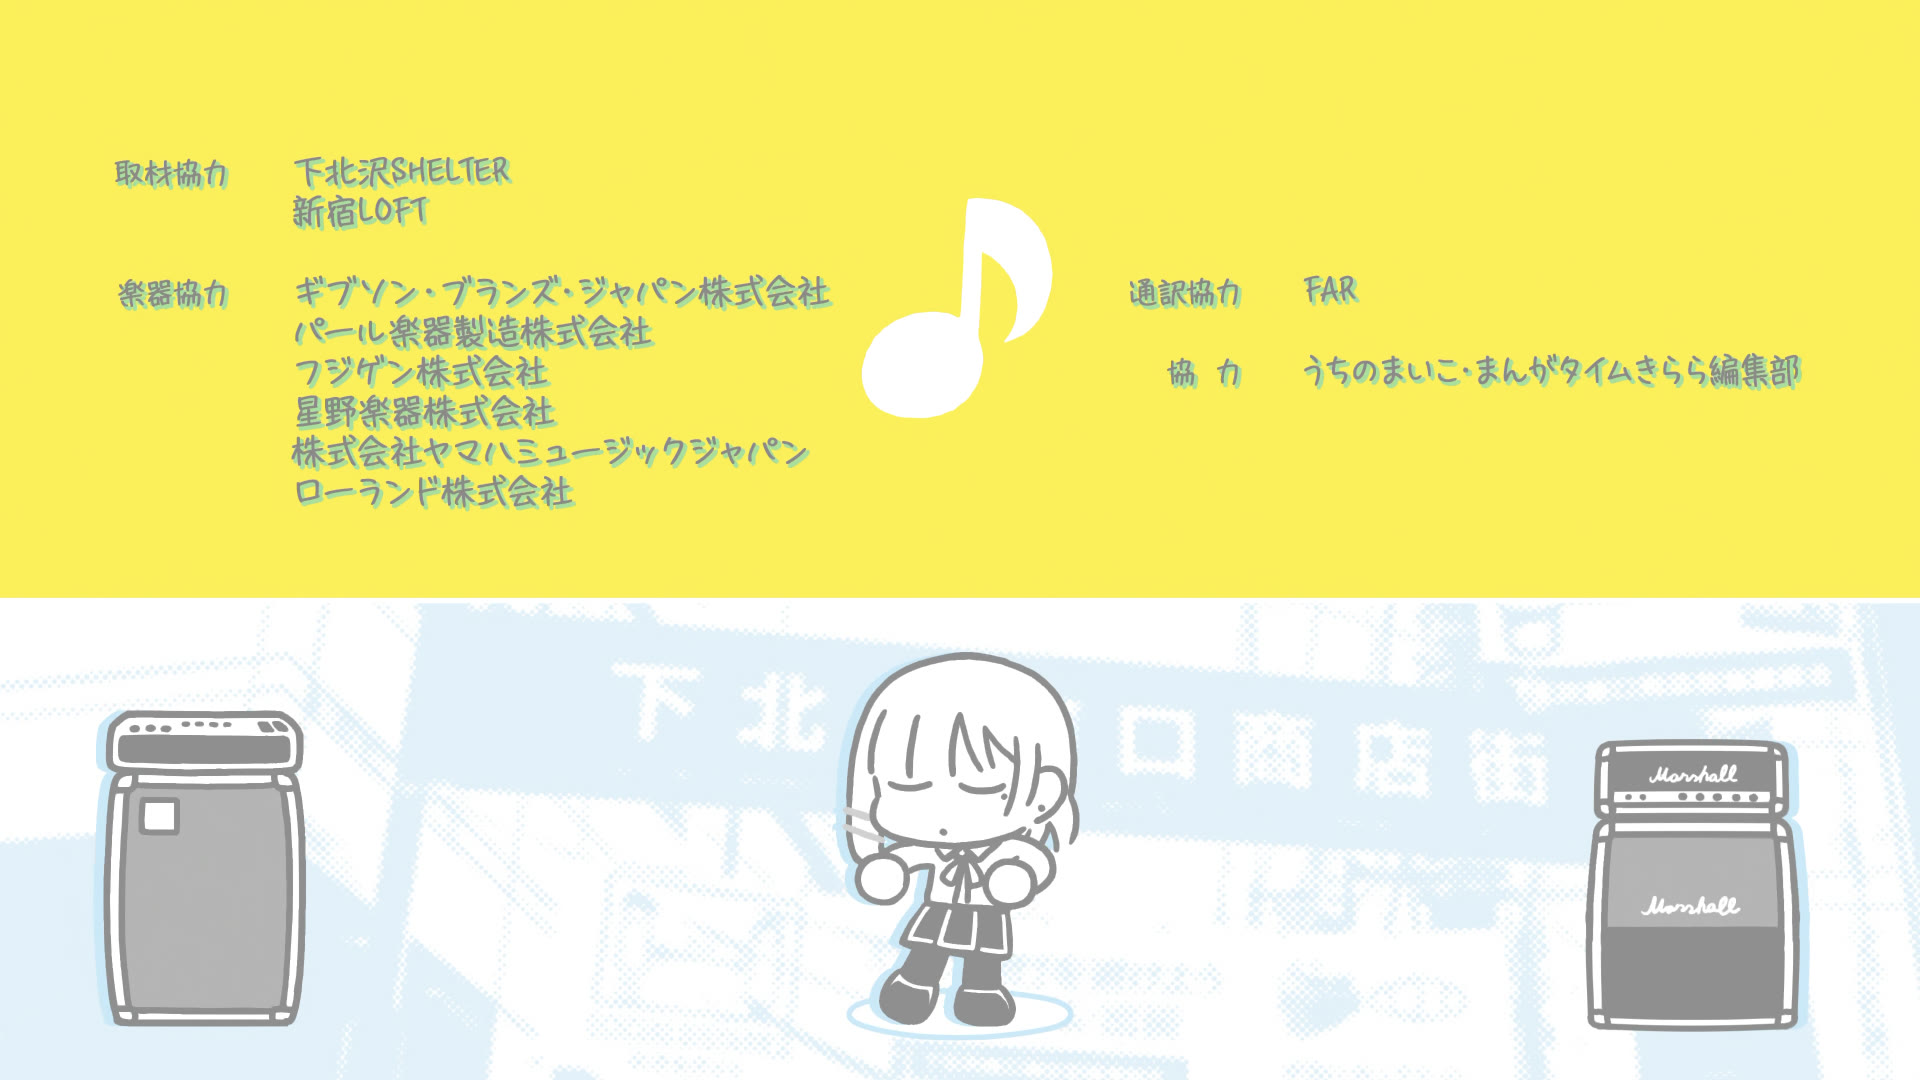 取材協力 下北沢SHELTER
新宿LOFT
楽器協力 ギブソン・ブランズ・ジャパン株式会社
パール楽器製造株式会社
フジゲン株式会社
星野楽器株式会社
株式会社ヤマハミュージックジャパン
ローランド株式会社
通訳協力 FAR
協 力 うちのまいこ・まんがタイムきらら編集部
下北 口商店街
Marshall
Marshall